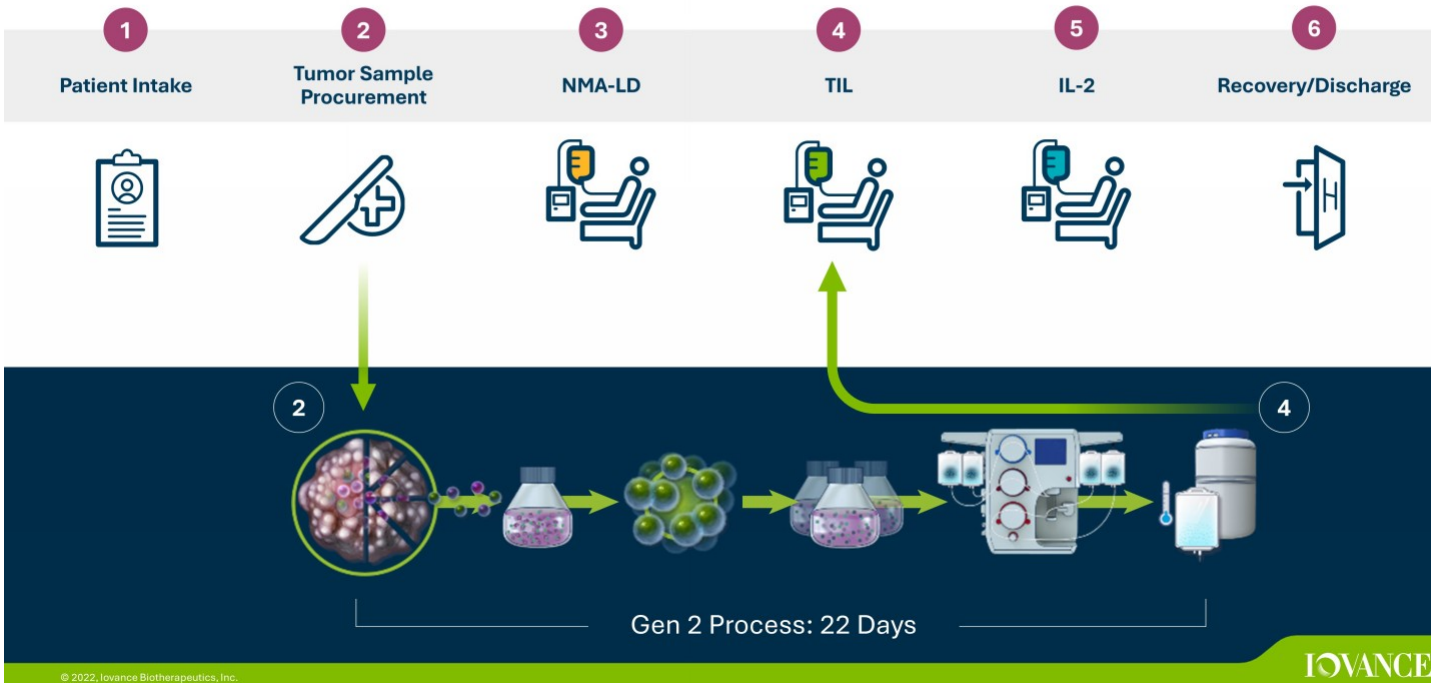 1
2
3
4
5
6
Patient Intake
Tumor Sample
Procurement
NMA-LD
TIL
IL-2
Recovery/Discharge
H
2
4
Gen 2 Process: 22 Days
© 2022, Iovance Biotherapeutics, Inc.
IOVANCE